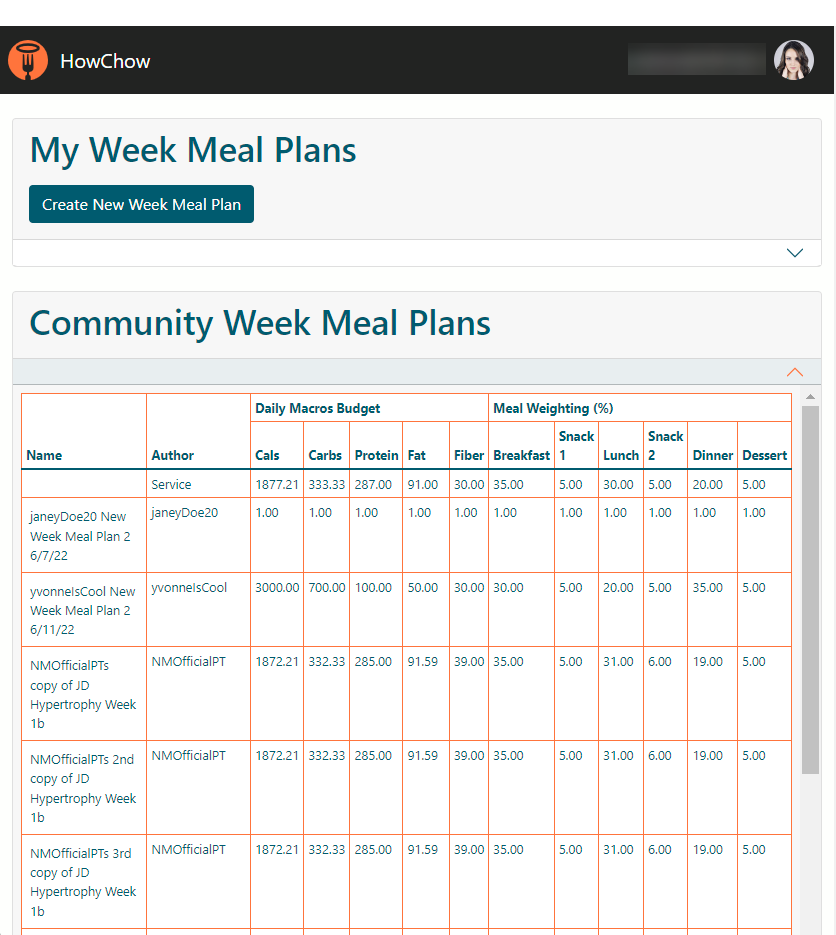 HowChow
My Week Meal Plans
Create New Week Meal Plan
Community Week Meal Plans
Daily Macros Budget Meal Weighting (%)
Name Author Cals Carbs Protein Fat Fiber Breakfast Snack 1 Lunch Snack 2 Dinner Dessert
Service 1877.21 333.33 287.00 91.00 30.00 35.00 5.00 30.00 5.00 20.00 5.00
janeyDoe20 New janeyDoe20 1.00 1.00 1.00 1.00 1.00 1.00 1.00 1.00 1.00 1.00 1.00
Week Meal Plan 2
6/7/22
yvonneIsCool New yvonneIsCool 3000.00 700.00 100.00 50.00 30.00 30.00 5.00 20.00 5.00 35.00 5.00
Week Meal Plan 2
6/11/22
NMOfficialPTs NMOfficialPT 1872.21 332.33 285.00 91.59 39.00 35.00 5.00 31.00 6.00 19.00 5.00
copy of JD
Hypertrophy Week
1b
NMOfficialPTs 2nd NMOfficialPT 1872.21 332.33 285.00 91.59 39.00 35.00 5.00 31.00 6.00 19.00 5.00
copy of JD
Hypertrophy Week
1b
NMOfficialPTs 3rd NMOfficialPT 1872.21 332.33 285.00 91.59 39.00 35.00 5.00 31.00 6.00 19.00 5.00
copy of JD
Hypertrophy Week
1b